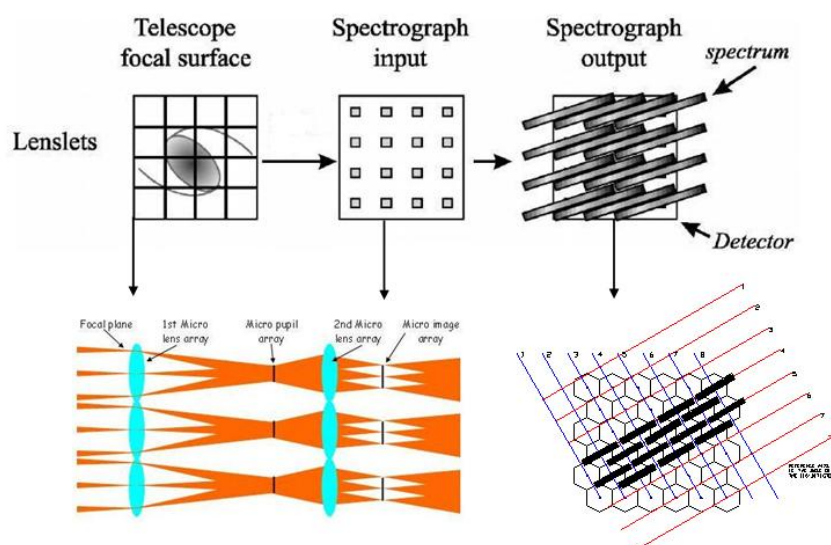 Telescope
focal surface
Spectrograph
input
Spectrograph
output
spectrum
Lenslets
Detector
Focal plane
1st Micro
lens array
Micro pupil
array
2nd Micro
lens array
Micro image
array
1
2
3
4
5
6
7
1 2 3 4 5 6 7 8